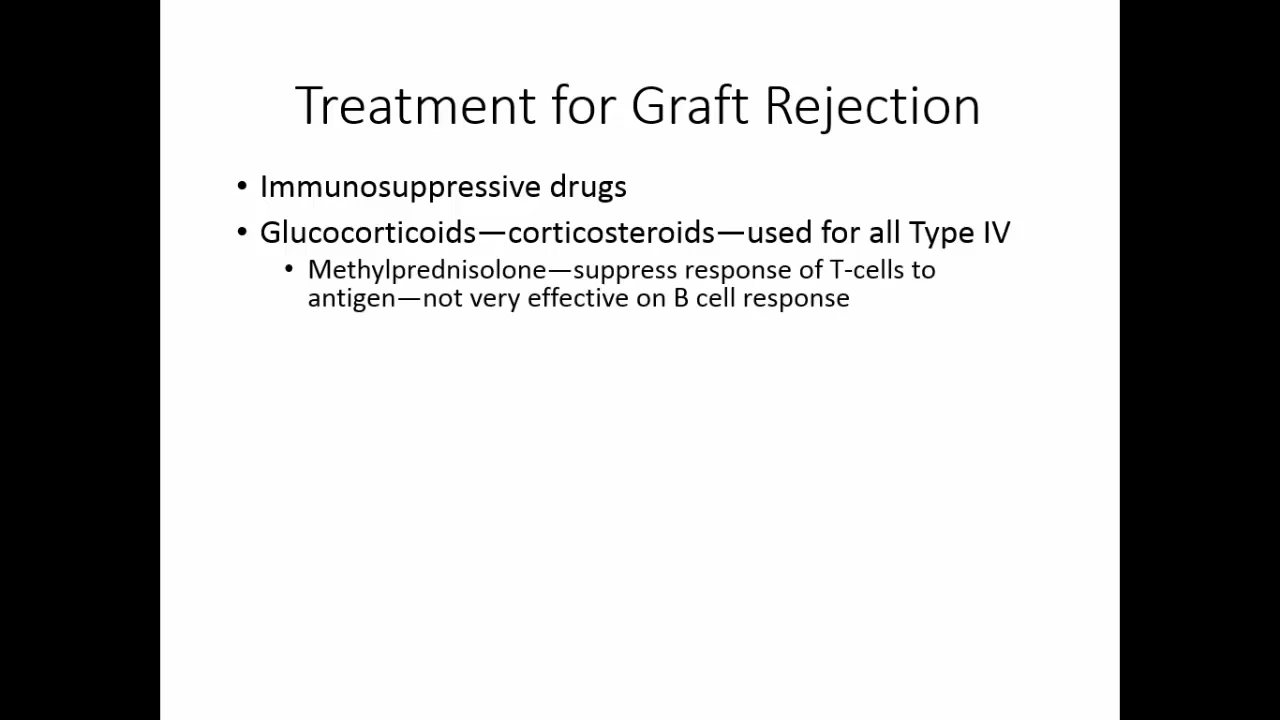 Treatment for Graft Rejection
• Immunosuppressive drugs
• Glucocorticoids—corticosteroids—used for all Type IV
• Methylprednisolone—suppress response of T-cells to
antigen—not very effective on B cell response